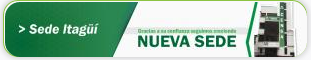 > Sede Itagüí
Gracias a su confianza seguimos creciendo
NUEVA SEDE